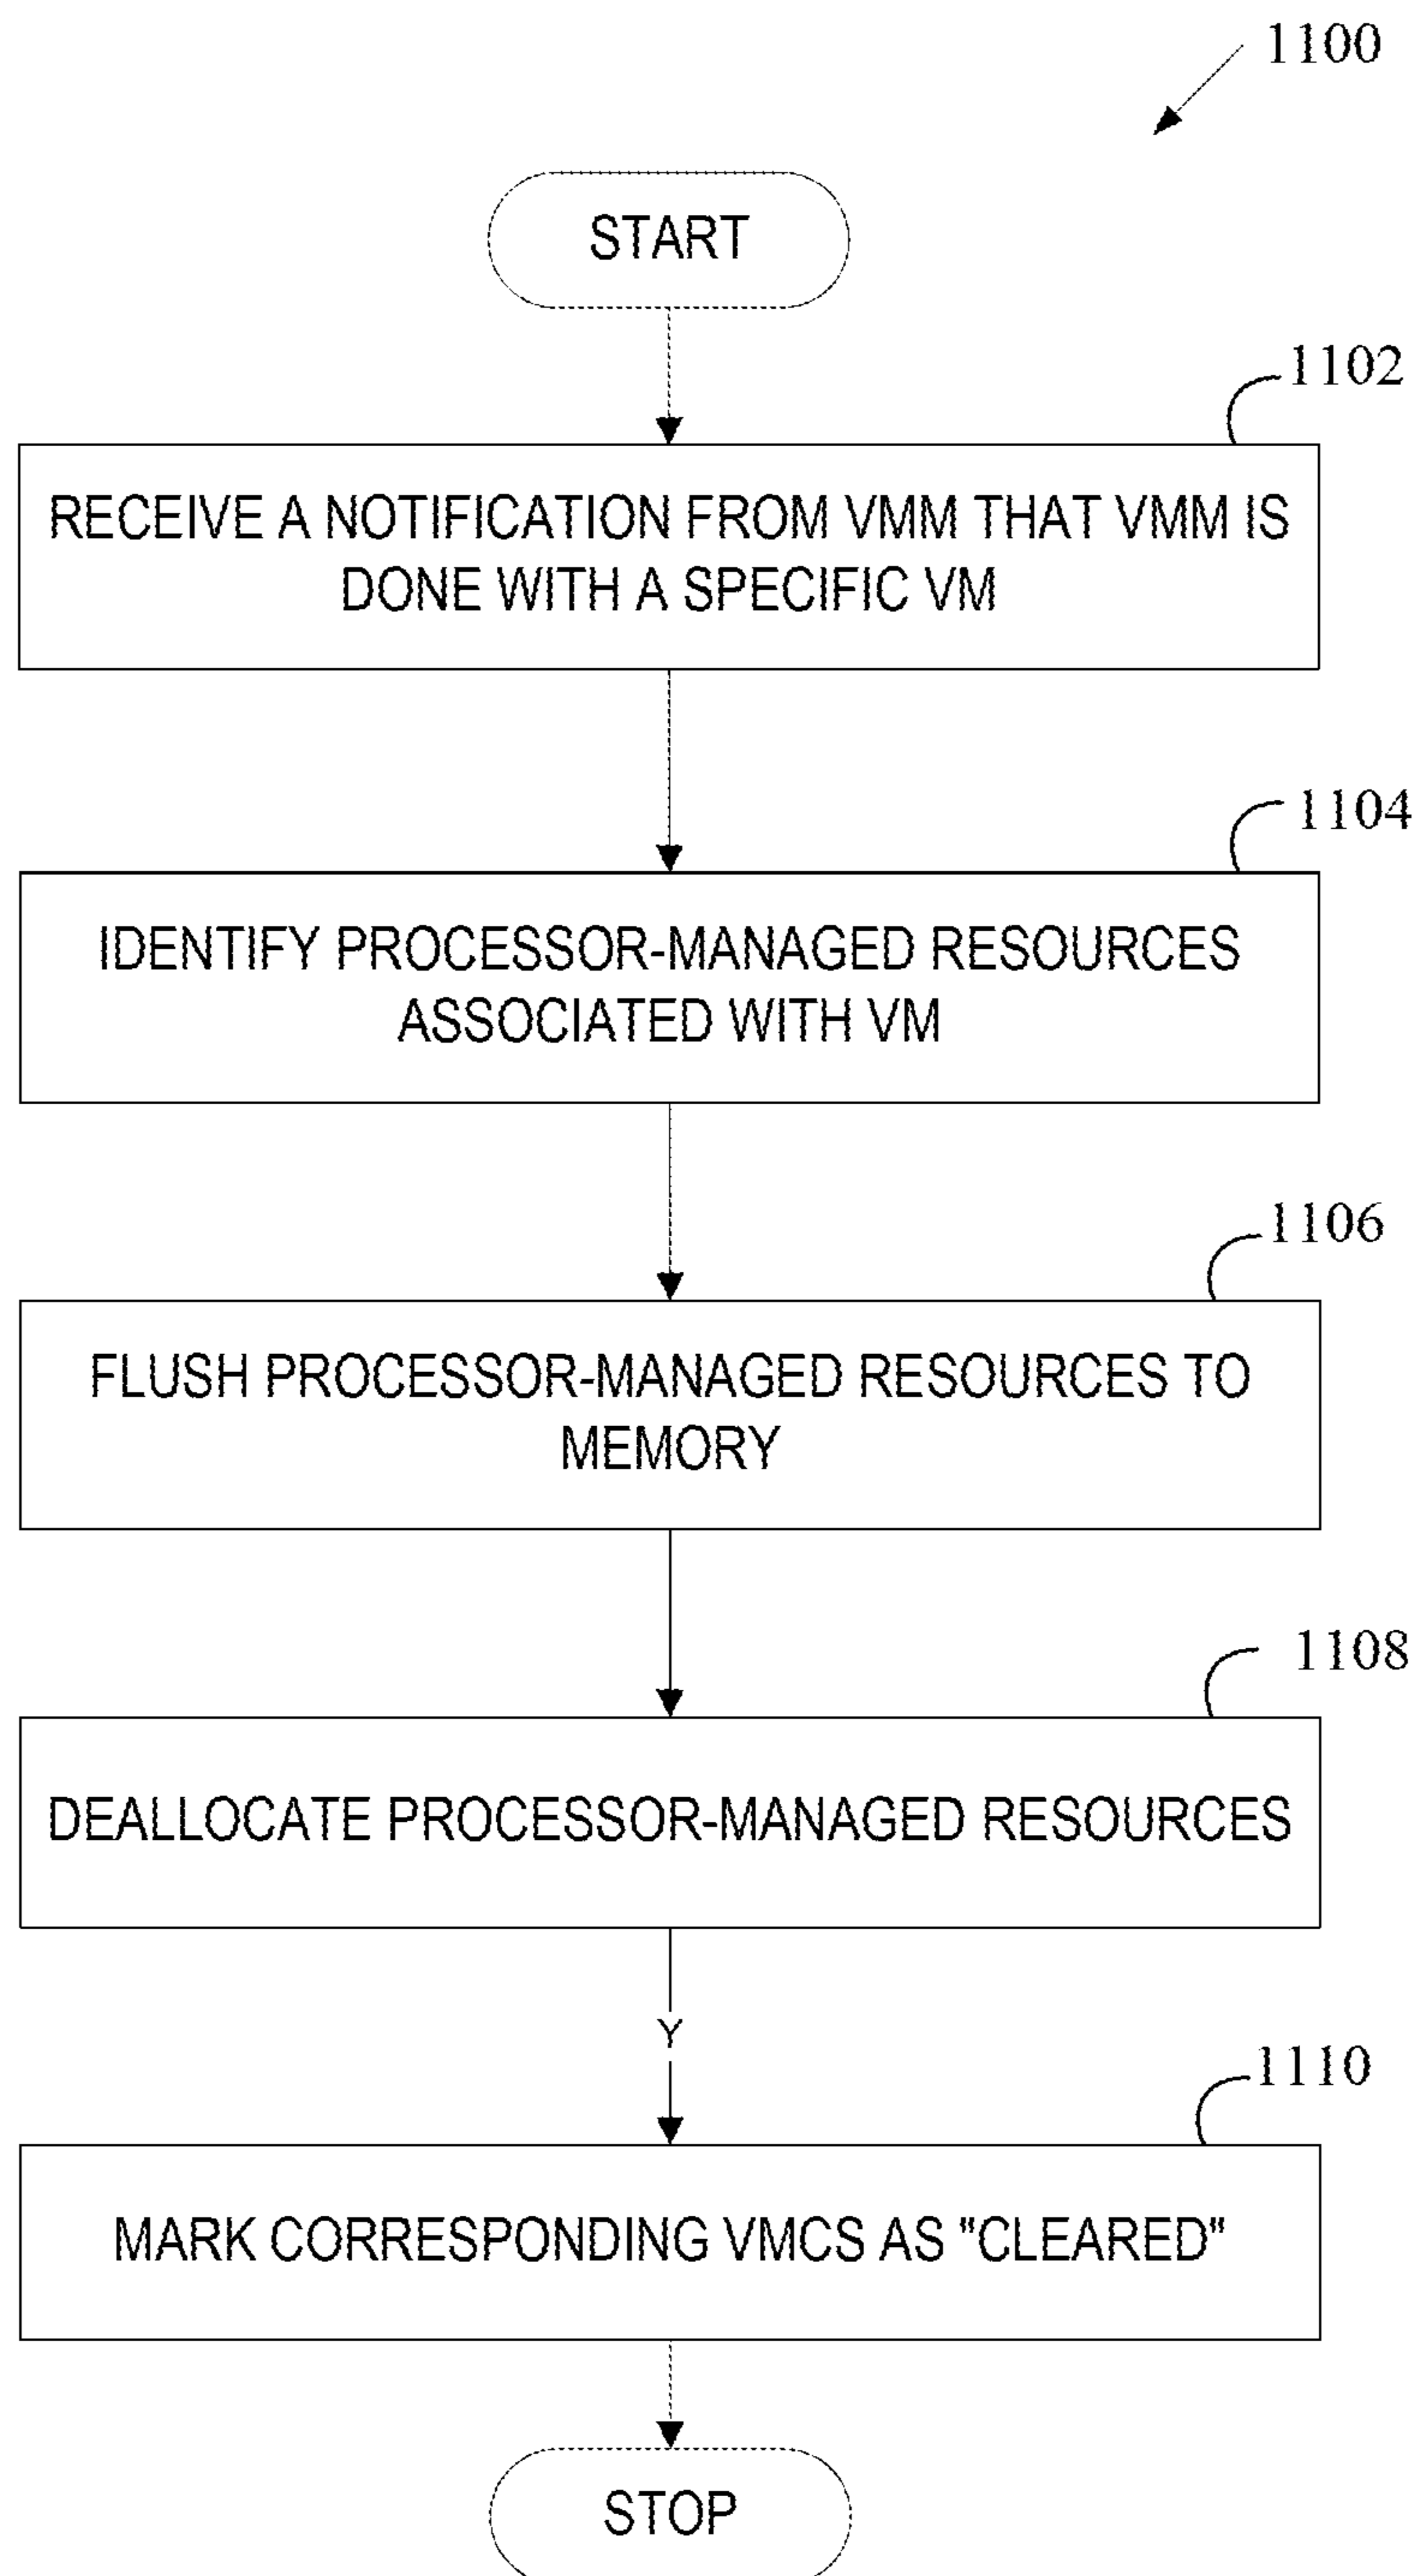 1100
START
1102
RECEIVE A NOTIFICATION FROM VMM THAT VMM IS
DONE WITH A SPECIFIC VM
1104
IDENTIFY PROCESSOR-MANAGED RESOURCES
ASSOCIATED WITH VM
1106
FLUSH PROCESSOR-MANAGED RESOURCES TO
MEMORY
1108
DEALLOCATE PROCESSOR-MANAGED RESOURCES
Y
1110
MARK CORRESPONDING VMCS AS "CLEARED"
STOP